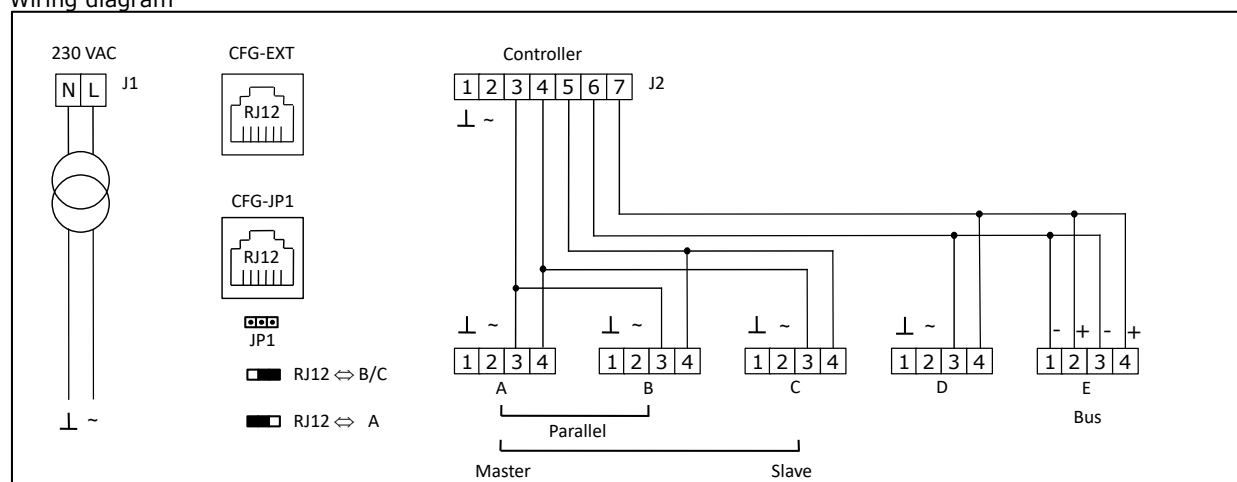 Wiring diagram
230 VAC CFG-EXT Controller
N L J1 1 2 3 4 5 6 7 J2
RJ12 ⊥ ~
CFG-JP1
RJ12
⊥ ~ ⊥ ~ ⊥ ~ ⊥ ~ - + - +
JP1
1 2 3 4 1 2 3 4 1 2 3 4 1 2 3 4 1 2 3 4
RJ12 ⇔ B/C A B C D E
⊥ ~ RJ12 ⇔ A Bus
Parallel
Master Slave